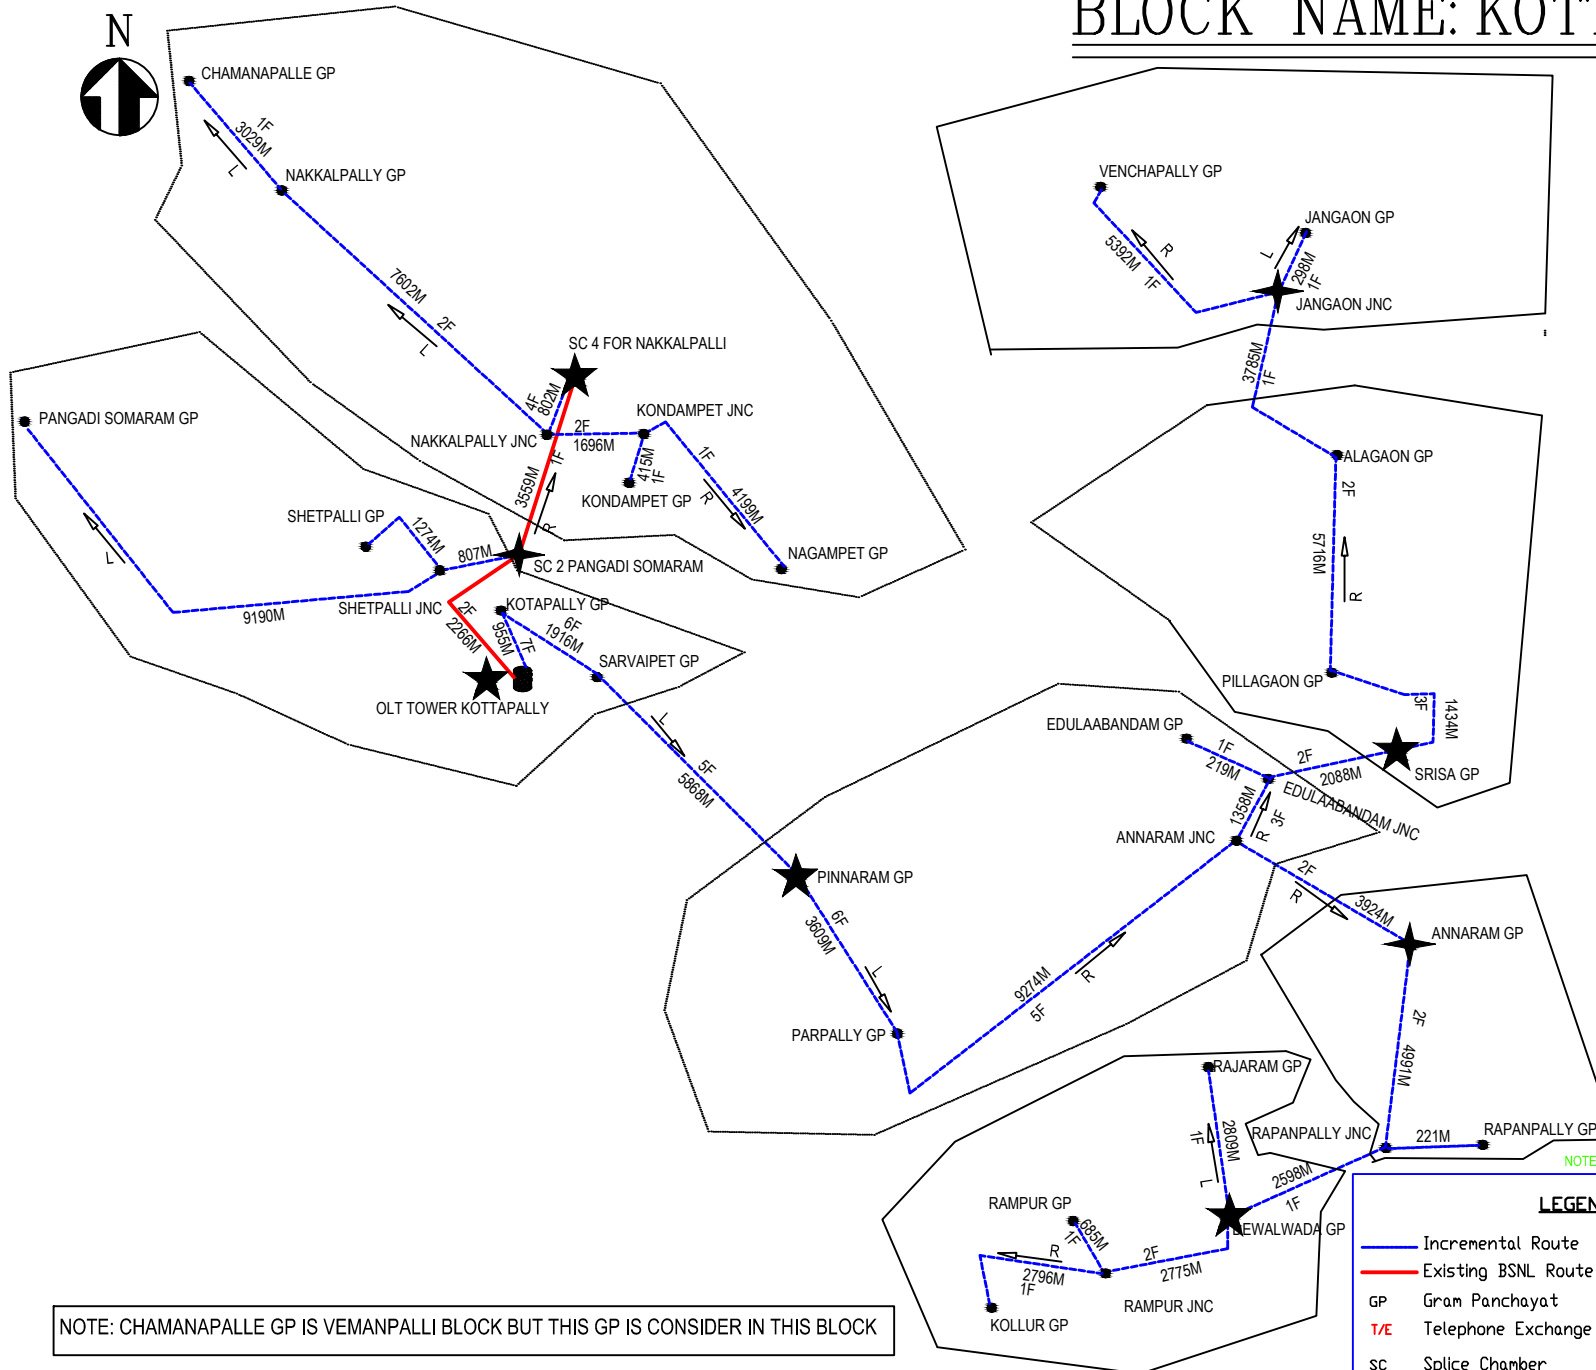 BLOCK NAME: KOT
N
CHAMANAPALLE GP
1F
3029M
L
NAKKALPALLY GP
7602M
2F
L
SC 4 FOR NAKKALPALLI
4F
802M
NAKKALPALLY JNC
2F
1696M
KONDAMPET JNC
415M
1F
KONDAMPET GP
1F
4199M
R
NAGAMPET GP
3559M
1F
R
PANGADI SOMARAM GP
L
9190M
SHETPALLI GP
1274M
807M
SC 2 PANGADI SOMARAM
SHETPALLI JNC
2F
2266M
KOTAPALLY GP
955M
7F
6F
1916M
SARVAIPET GP
OLT TOWER KOTTAPALLY
L
5F
5868M
PINNARAM GP
6F
3609M
L
PARPALLY GP
9274M
5F
R
ANNARAM JNC
1358M
3F
R
EDULAABANDAM GP
1F
219M
EDULAABANDAM JNC
2F
2088M
SRISA GP
1434M
3F
PILLAGAON GP
5716M
2F
R
ALAGAON GP
3785M
1F
JANGAON JNC
298M
1F
L
JANGAON GP
VENCHAPALLY GP
5392M
1F
R
2F
3924M
R
ANNARAM GP
2F
4991M
RAPANPALLY JNC
221M
RAPANPALLY GP
2598M
1F
DEWALWADA GP
RAJARAM GP
2809M
1F
L
2F
2775M
RAMPUR JNC
RAMPUR GP
685M
1F
R
2796M
1F
KOLLUR GP
NOTE
LEGEN
Incremental Route
Existing BSNL Route
GP Gram Panchayat
T/E Telephone Exchange
SC Splice Chamber
NOTE: CHAMANAPALLE GP IS VEMANPALLI BLOCK BUT THIS GP IS CONSIDER IN THIS BLOCK